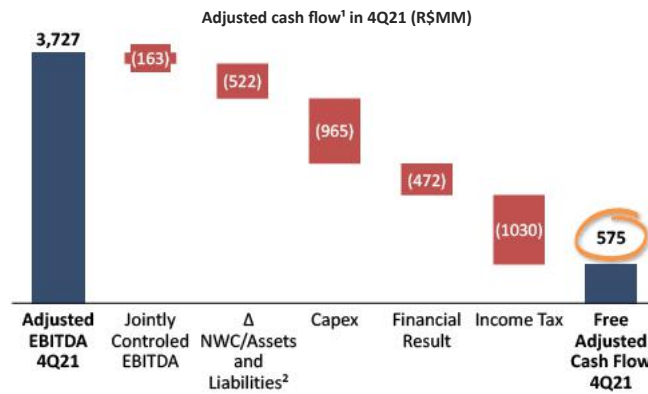 Adjusted cash flow¹ in 4Q21 (R$MM)
3,727
(163)
(522)
(965)
(472)
(1030)
575
Adjusted
EBITDA
4Q21
Jointly
Controled
EBITDA
Δ
NWC/Assets
and
Liabilities²
Capex
Financial
Result
Income Tax
Free
Adjusted
Cash Flow
4Q21